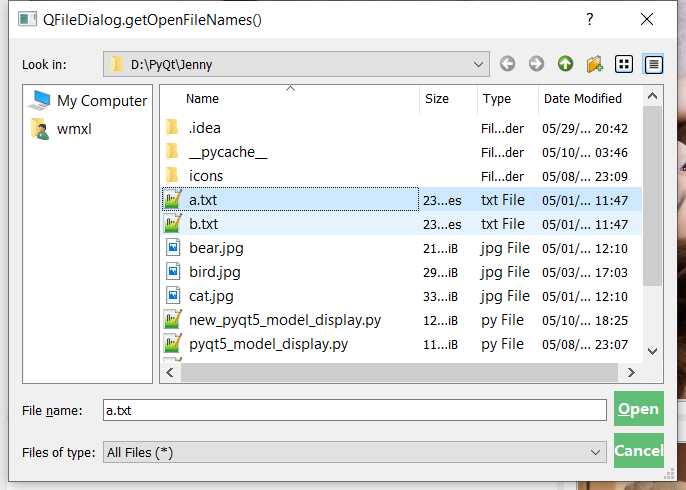 QFileDialog.getOpenFileNames()
Look in: D:\PyQt\Jenny
My Computer
wmxl
Name Size Type Date Modified
.idea Fil...der 05/29/... 20:42
__pycache__ Fil...der 05/10/... 03:46
icons Fil...der 05/08/... 23:09
a.txt 23...es txt File 05/01/... 11:47
b.txt 23...es txt File 05/01/... 11:47
bear.jpg 21...iB jpg File 05/01/... 12:10
bird.jpg 29...iB jpg File 05/03/... 17:03
cat.jpg 33...iB jpg File 05/01/... 12:10
new_pyqt5_model_display.py 12...iB py File 05/10/... 18:25
pyqt5_model_display.py 11...iB py File 05/08/... 23:07
File name: a.txt Open
Files of type: All Files (*) Cancel